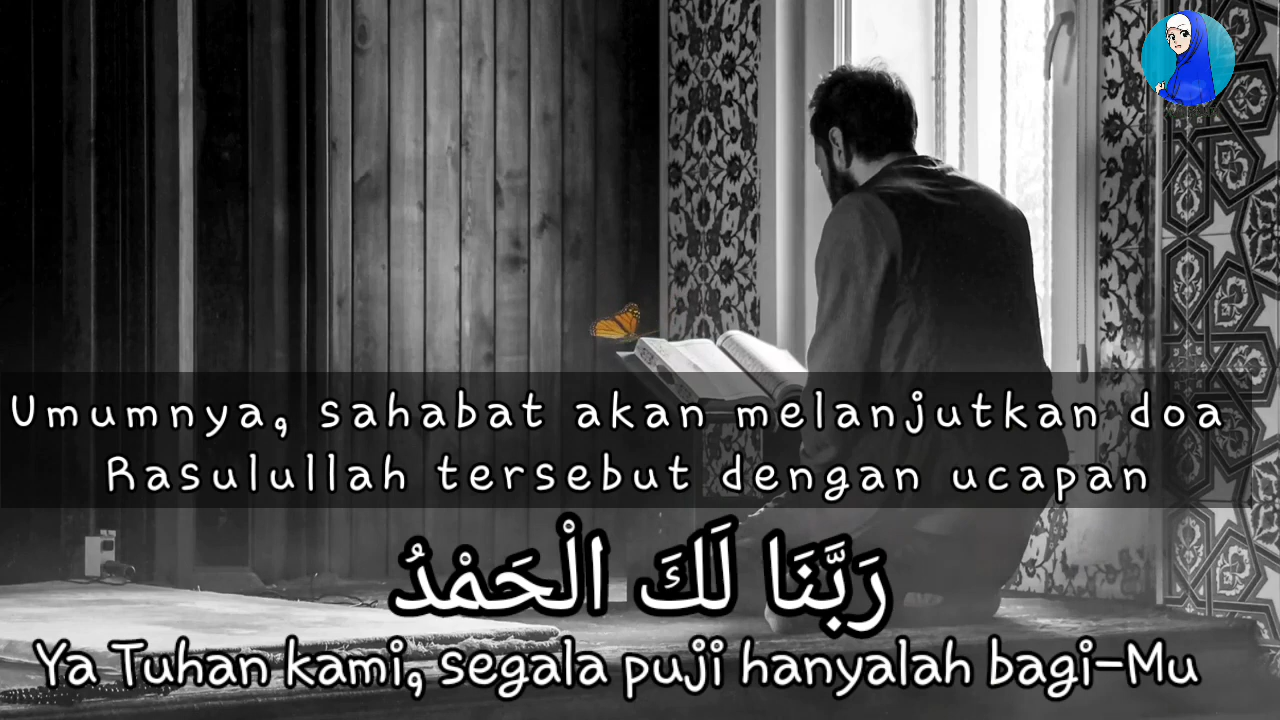 Umumnya, sahabat akan melanjutkan doa
Rasulullah tersebut dengan ucapan
رَبَّنَا لَكَ الْحَمْدُ
Ya Tuhan kami, segala puji hanyalah bagi-Mu